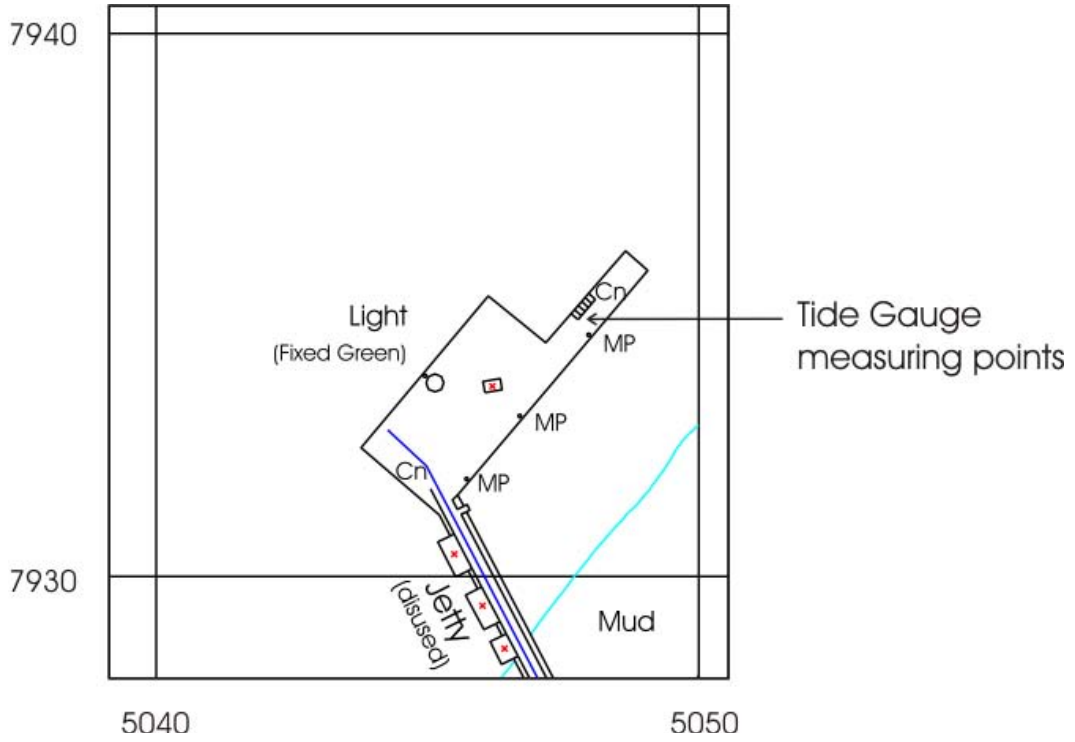 7940
Cn
Light
(Fixed Green)
Tide Gauge
measuring points
MP
MP
Cn
MP
7930
Jetty
(disused)
Mud
5040
5050